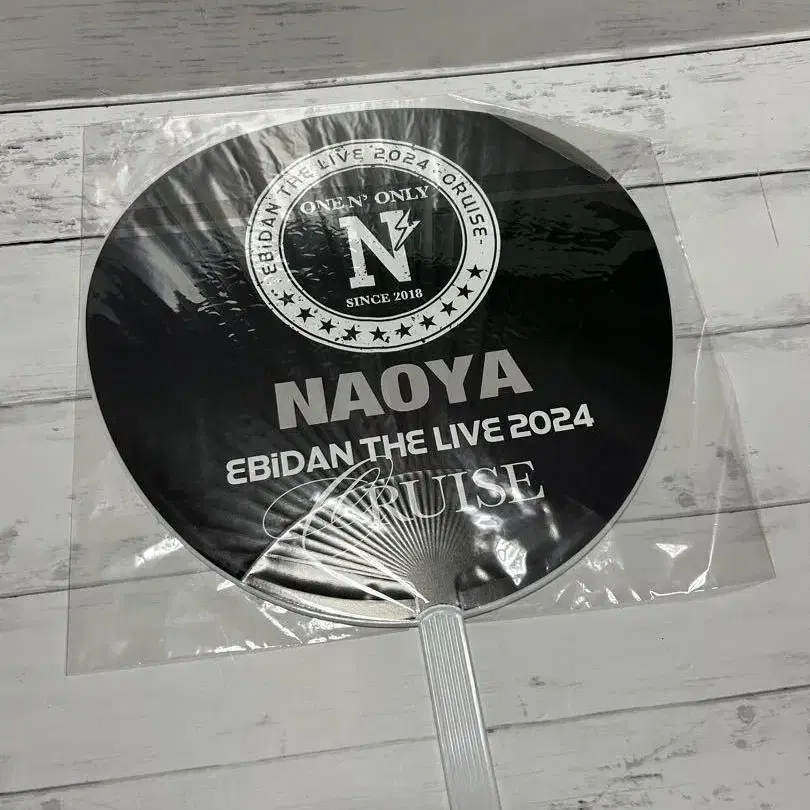 EBiDAN THE LIVE 2024 -CRUISE-
ONE N' ONLY
N
SINCE 2018
NAOYA
EBiDAN THE LIVE 2024
CRUISE